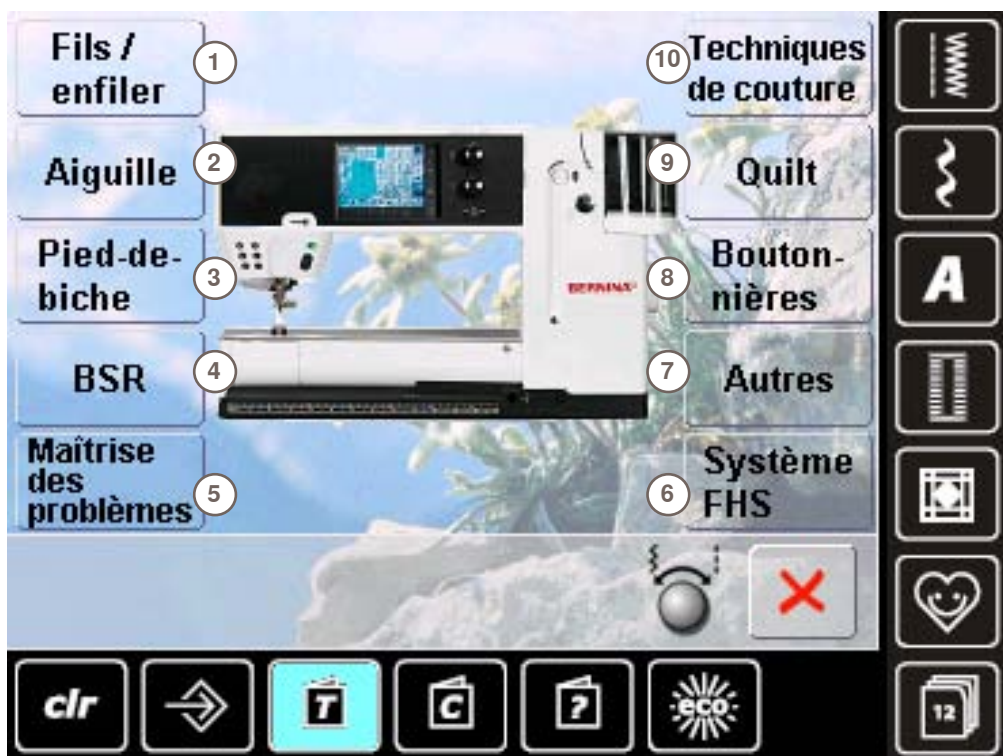 Fils /
enfiler
1
Aiguille
2
Pied-de-
biche
3
BSR
4
Maîtrise
des
problèmes
5
10
Techniques
de couture
9
Quilt
8
Bouton-
nières
7
Autres
6
Système
FHS
BERNINA
A
clr
T
C
?
eco
12